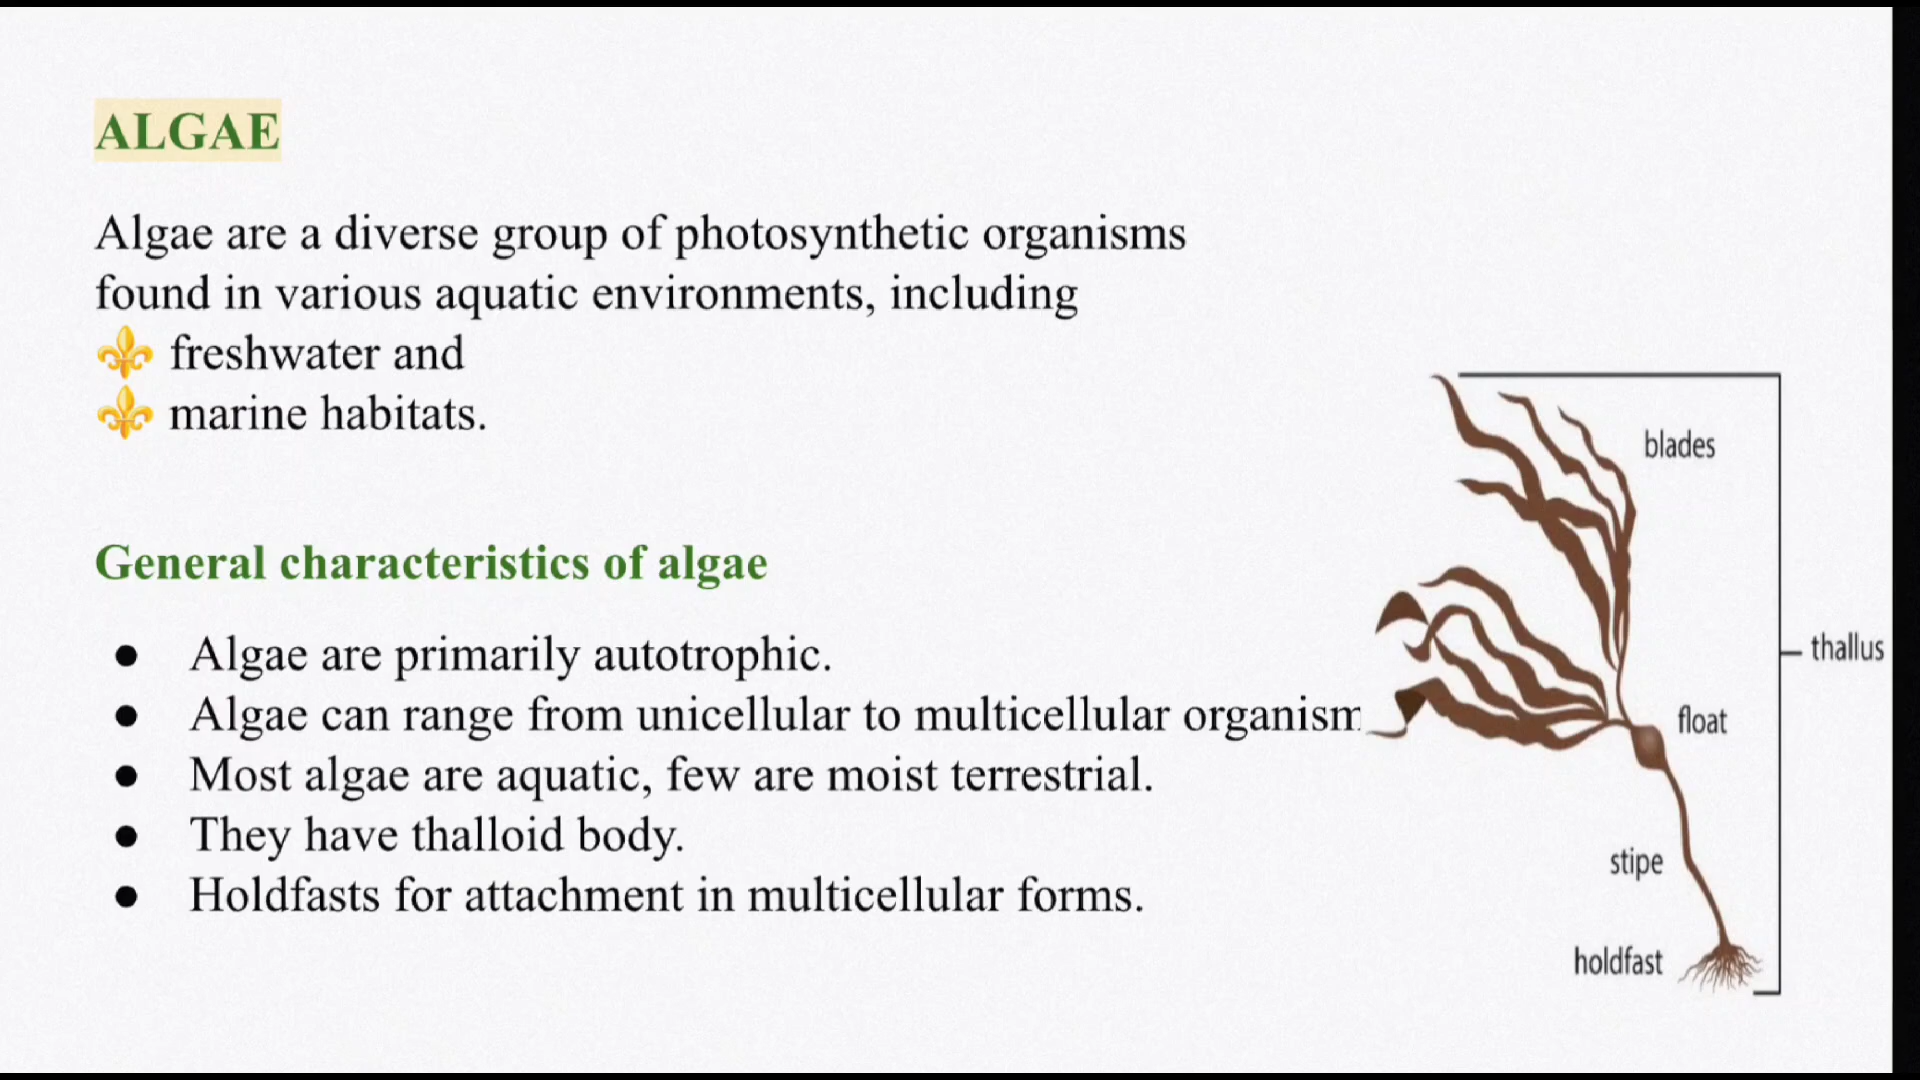 ALGAE
Algae are a diverse group of photosynthetic organisms
found in various aquatic environments, including
⚜ freshwater and
⚜ marine habitats.
General characteristics of algae
● Algae are primarily autotrophic.
● Algae can range from unicellular to multicellular organism
● Most algae are aquatic, few are moist terrestrial.
● They have thalloid body.
● Holdfasts for attachment in multicellular forms.
blades
thallus
float
stipe
holdfast